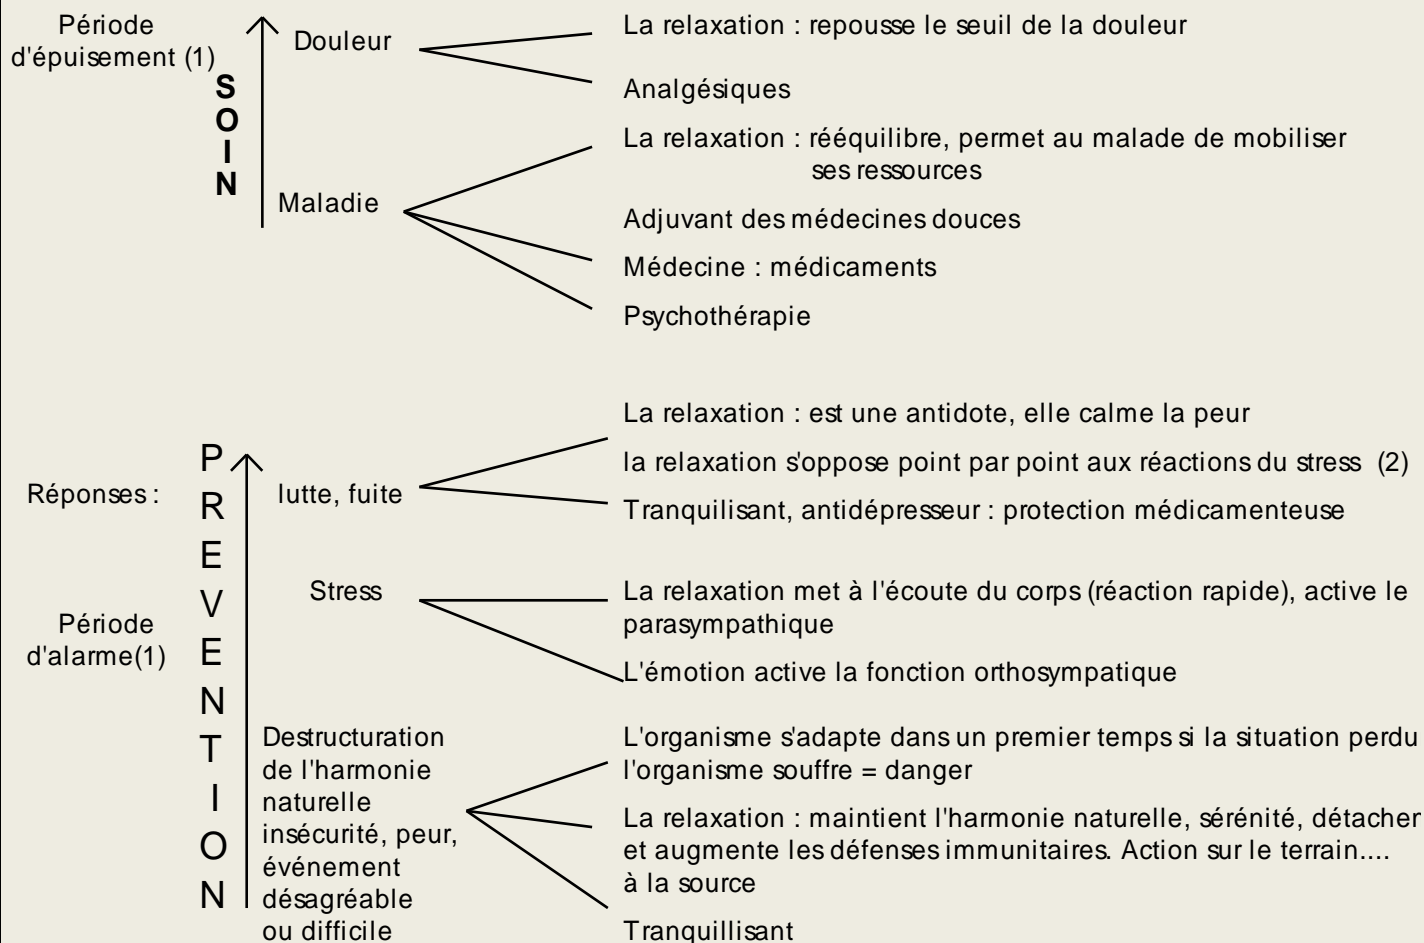 Période
d'épuisement (1)
SOIN
Douleur
La relaxation : repousse le seuil de la douleur
Analgésiques
Maladie
La relaxation : rééquilibre, permet au malade de mobiliser
ses ressources
Adjuvant des médecines douces
Médecine : médicaments
Psychothérapie
PREVENTION
Réponses :
lutte, fuite
La relaxation : est une antidote, elle calme la peur
la relaxation s'oppose point par point aux réactions du stress (2)
Tranquilisant, antidépresseur : protection médicamenteuse
Période
d'alarme(1)
Stress
La relaxation met à l'écoute du corps (réaction rapide), active le
parasympathique
L'émotion active la fonction orthosympatique
Destructuration
de l'harmonie
naturelle
insécurité, peur,
événement
désagréable
ou difficile
L'organisme s'adapte dans un premier temps si la situation perdu
l'organisme souffre = danger
La relaxation : maintient l'harmonie naturelle, sérénité, détacher
et augmente les défenses immunitaires. Action sur le terrain....
à la source
Tranquillisant